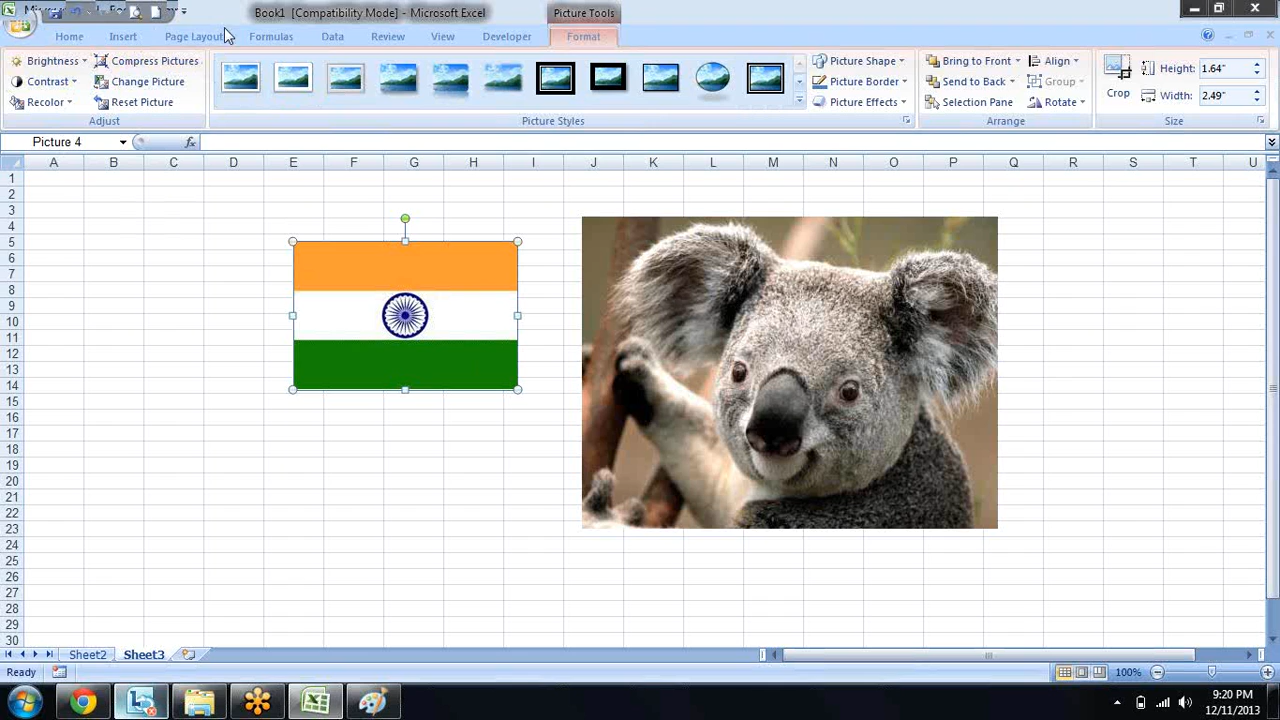 Book1 [Compatibility Mode] - Microsoft Excel
Picture Tools
Home Insert Page Layout Formulas Data Review View Developer Format
Brightness Compress Pictures Picture Shape Bring to Front Align Height: 1.64"
Contrast Change Picture Picture Border Send to Back Group Crop Width: 2.49"
Recolor Reset Picture Picture Effects Selection Pane Rotate
Adjust Picture Styles Arrange Size
Picture 4 fx
A B C D E F G H I J K L M N O P Q R S T U
1
2
3
4
5
6
7
8
9
10
11
12
13
14
15
16
17
18
19
20
21
22
23
24
25
26
27
28
29
30
Sheet2 Sheet3
Ready 100%
9:20 PM
12/11/2013